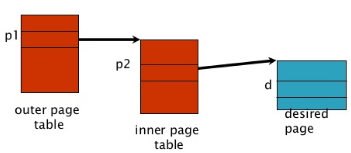 p1
p2
d
outer page
table
inner page
table
desired
page